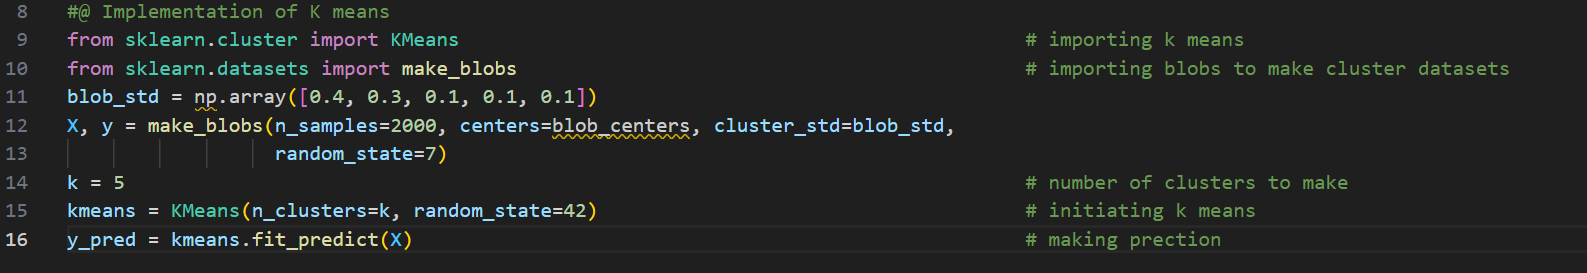 8 #@ Implementation of K means
9 from sklearn.cluster import KMeans # importing k means
10 from sklearn.datasets import make_blobs # importing blobs to make cluster datasets
11 blob_std = np.array([0.4, 0.3, 0.1, 0.1, 0.1])
12 X, y = make_blobs(n_samples=2000, centers=blob_centers, cluster_std=blob_std,
13 random_state=7)
14 k = 5 # number of clusters to make
15 kmeans = KMeans(n_clusters=k, random_state=42) # initiating k means
16 y_pred = kmeans.fit_predict(X) # making prection